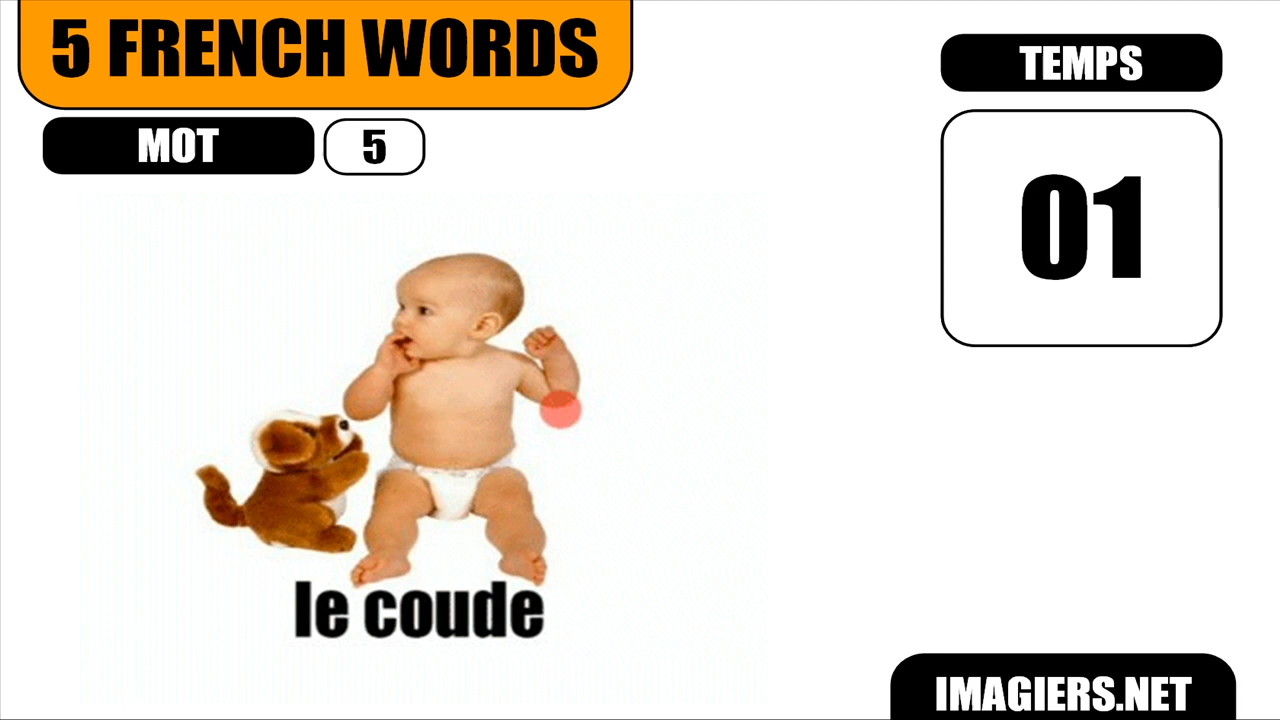 5 FRENCH WORDS
TEMPS
MOT
5
01
le coude
IMAGIERS.NET